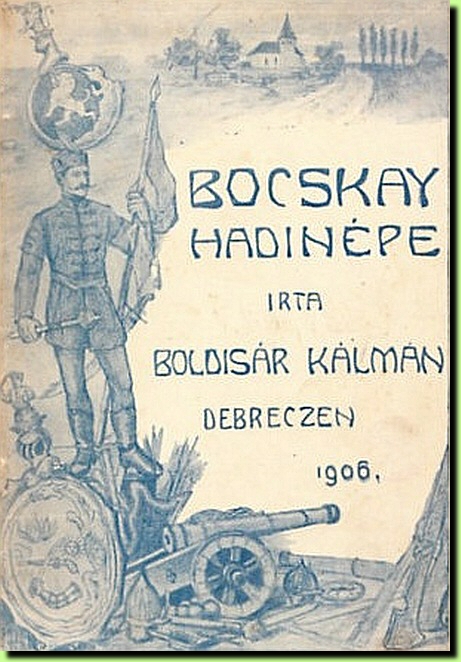 BOCSKAY
HADINÉPE
IRTA
BOLDISÁR KÁLMÁN
DEBRECZEN
1906.